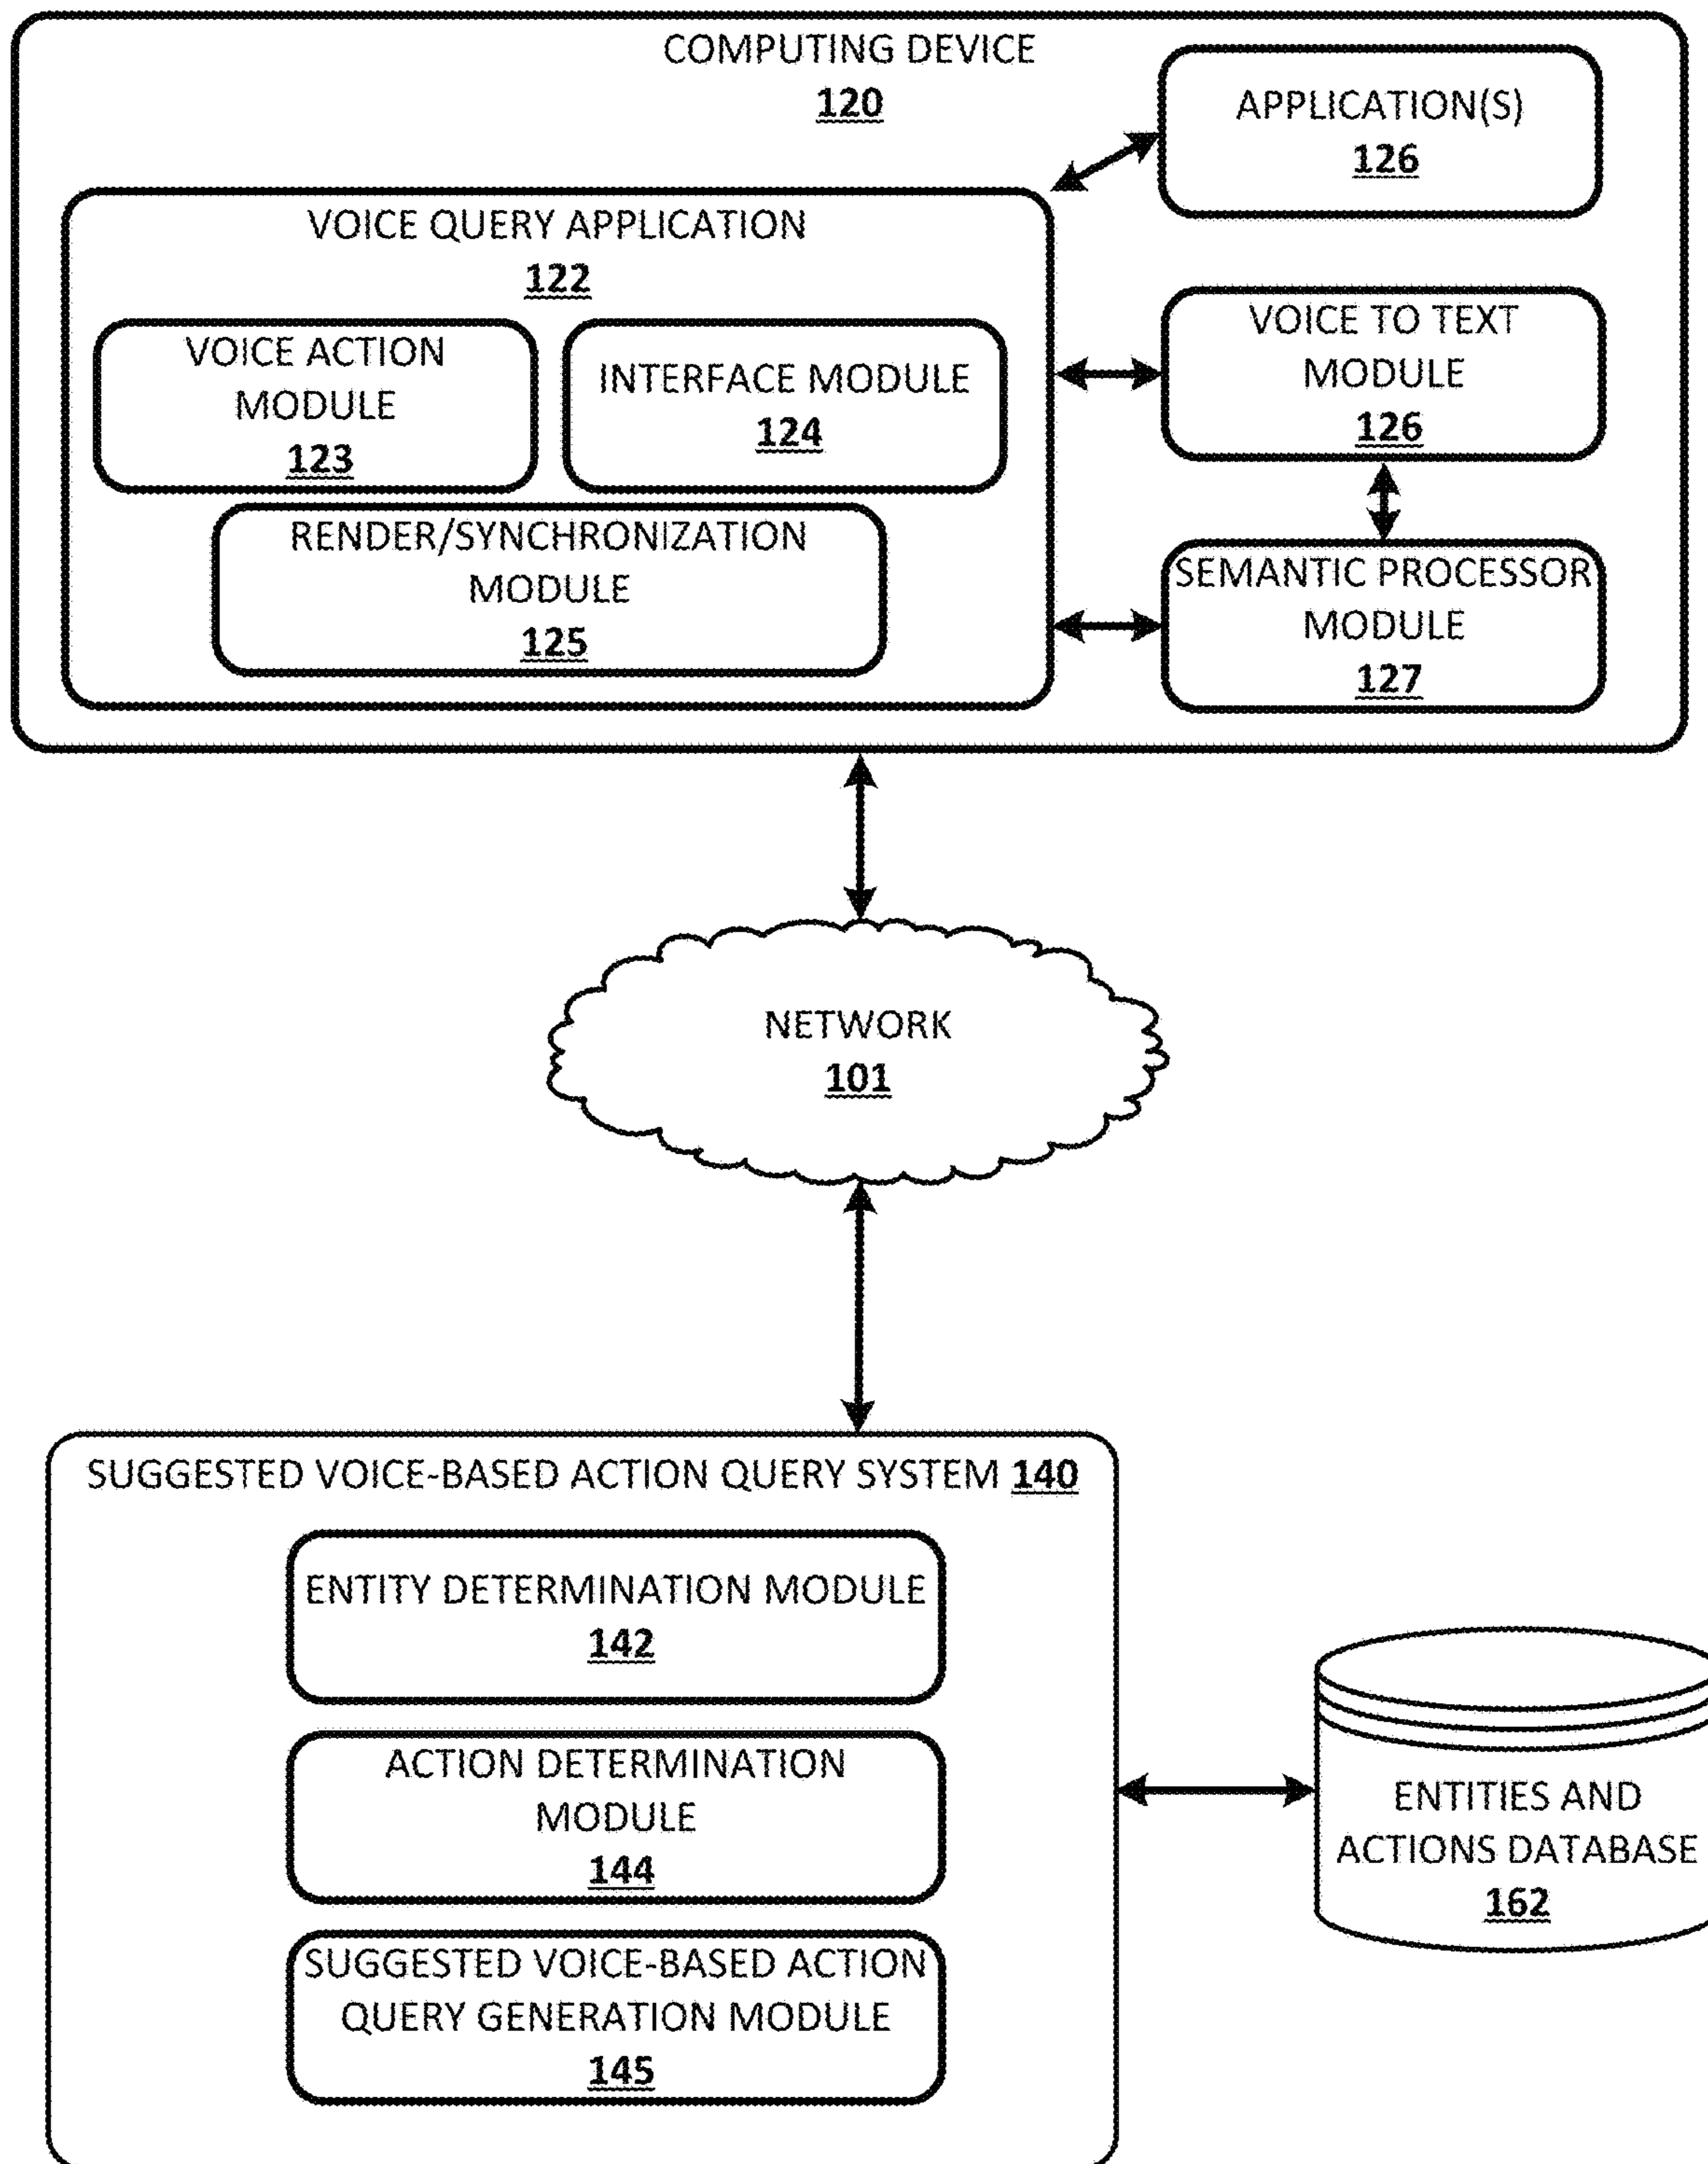 COMPUTING DEVICE
120
APPLICATION(S)
126
VOICE QUERY APPLICATION
122
VOICE ACTION
MODULE
123
INTERFACE MODULE
124
RENDER/SYNCHRONIZATION
MODULE
125
VOICE TO TEXT
MODULE
126
SEMANTIC PROCESSOR
MODULE
127
NETWORK
101
SUGGESTED VOICE-BASED ACTION QUERY SYSTEM 140
ENTITY DETERMINATION MODULE
142
ACTION DETERMINATION
MODULE
144
SUGGESTED VOICE-BASED ACTION
QUERY GENERATION MODULE
145
ENTITIES AND
ACTIONS DATABASE
162